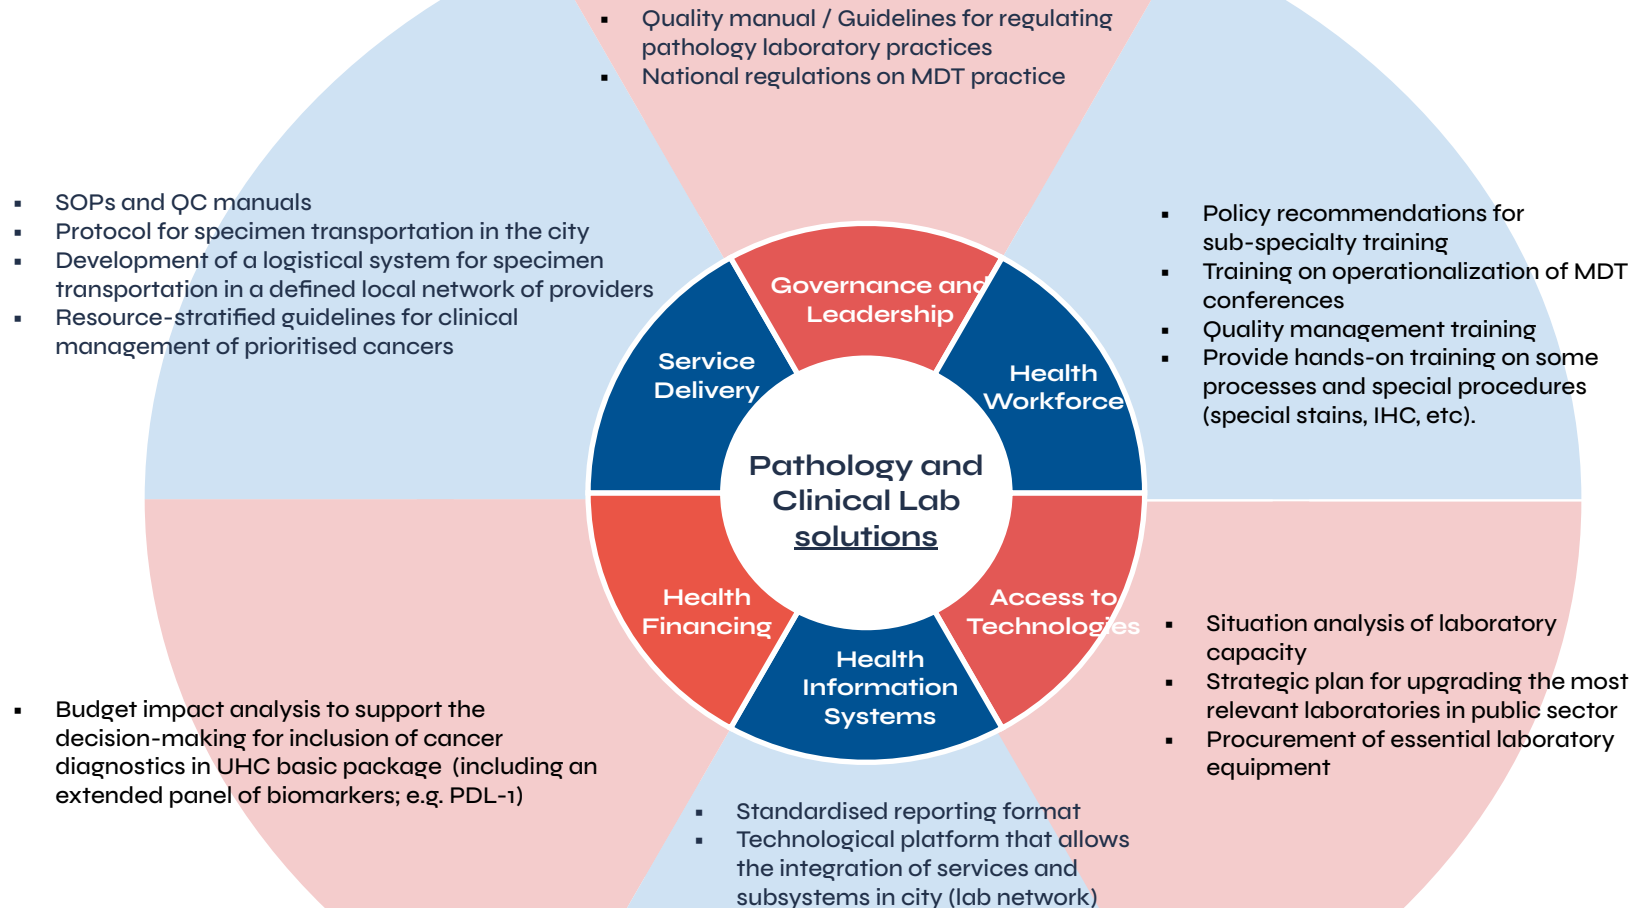 ▪ Quality manual / Guidelines for regulating
pathology laboratory practices
▪ National regulations on MDT practice
▪ SOPs and QC manuals
▪ Protocol for specimen transportation in the city
▪ Development of a logistical system for specimen
transportation in a defined local network of providers
▪ Resource-stratified guidelines for clinical
management of prioritised cancers
Governance and
Leadership
▪ Policy recommendations for
sub-specialty training
▪ Training on operationalization of MDT
conferences
▪ Quality management training
▪ Provide hands-on training on some
processes and special procedures
(special stains, IHC, etc).
Service
Delivery
Health
Workforce
Pathology and
Clinical Lab
solutions
Health
Financing
Access to
Technologies
Health
Information
Systems
▪ Situation analysis of laboratory
capacity
▪ Strategic plan for upgrading the most
relevant laboratories in public sector
▪ Procurement of essential laboratory
equipment
▪ Budget impact analysis to support the
decision-making for inclusion of cancer
diagnostics in UHC basic package (including an
extended panel of biomarkers; e.g. PDL-1)
▪ Standardised reporting format
▪ Technological platform that allows
the integration of services and
subsystems in city (lab network)